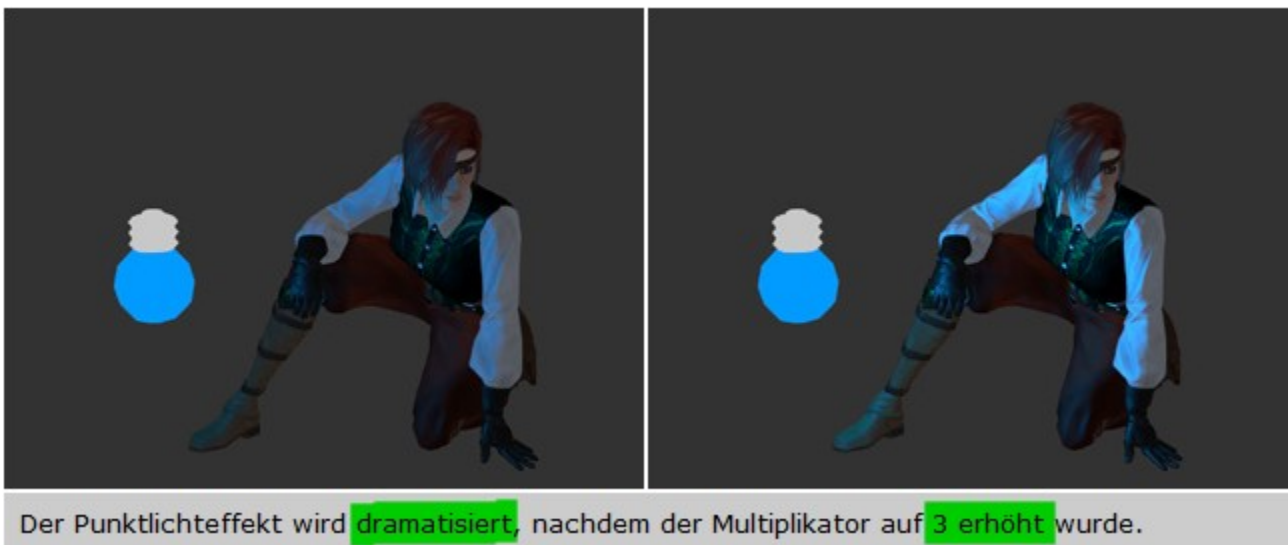 Der Punktlichteffekt wird dramatisiert, nachdem der Multiplikator auf 3 erhöht wurde.